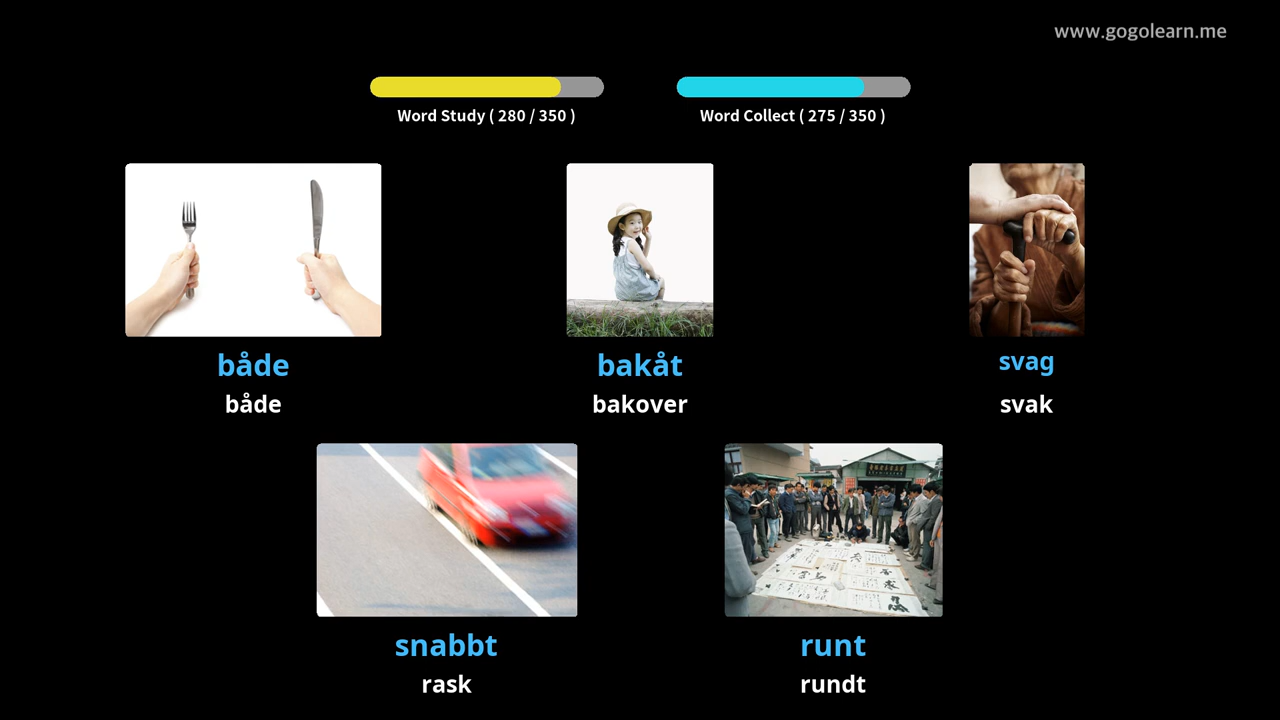 www.gogolearn.me
Word Study ( 280 / 350 )
Word Collect ( 275 / 350 )
både
både
bakåt
bakover
svag
svak
snabbt
rask
runt
rundt